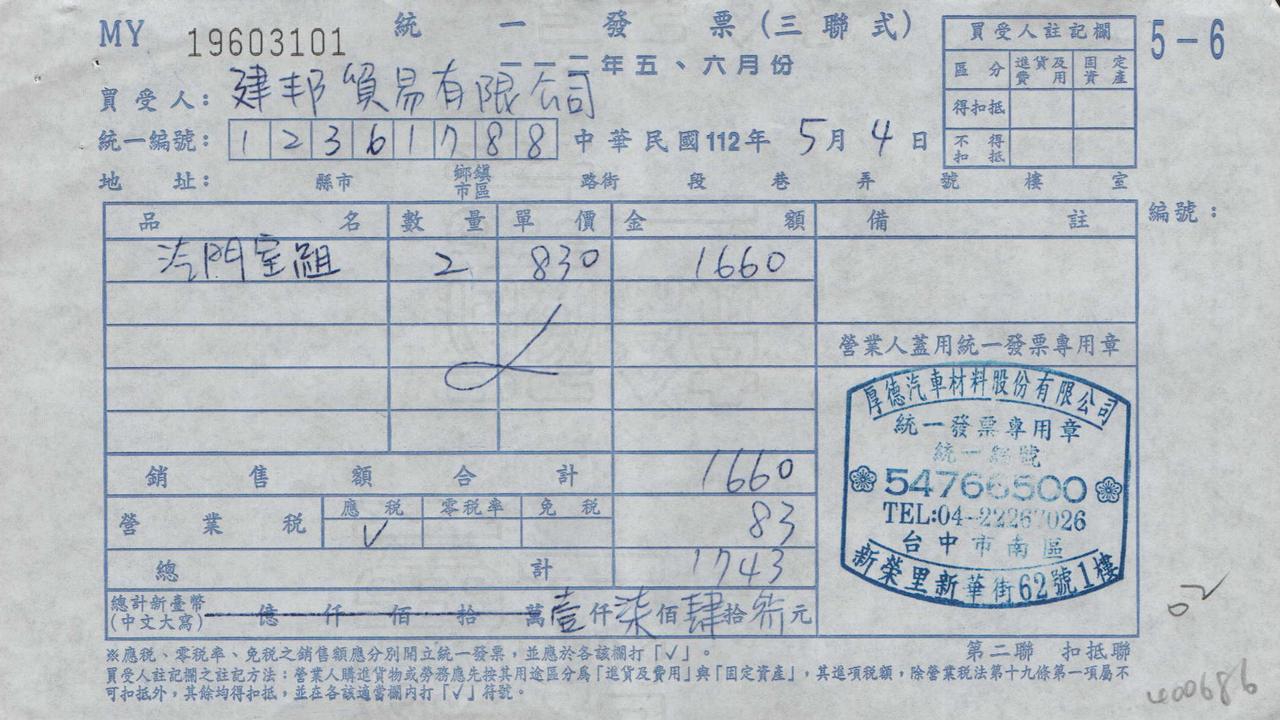 MY 19603101 統一發票(三聯式) 5-6
一一二年五、六月份
買受人註記欄
區分 進貨及費用 固定資產
得扣抵
不得扣抵
買受人: 建邦貿易有限公司
統一編號: 12361788 中華民國112年5月4日
地址: 縣市 鄉鎮市區 路街 段 巷 弄 號 樓 室
品名 數量 單價 金額 備註 編號:
汽門室組 2 830 1660
營業人蓋用統一發票專用章
厚德汽車材料股份有限公司
統一發票專用章
統一編號
54766500
TEL:04-22267026
台中市南區
新榮里新華街62號1樓
銷售額合計 1660
營業稅 應稅 零稅率 免稅 83
√
總計 1743
總計新臺幣(中文大寫) 億仟佰拾萬壹仟柒佰肆拾叁元
※應稅、零稅率、免稅之銷售額應分別開立統一發票,並應於各該欄打「√」。
第二聯 扣抵聯
買受人註記欄之註記方法:營業人購進貨物或勞務應先按其用途區分為「進貨及費用」與「固定資產」,其進項稅額,除營業稅法第十九條第一項屬不
可扣抵外,其餘均得扣抵,並在各該適當欄內打「√」符號。
400686